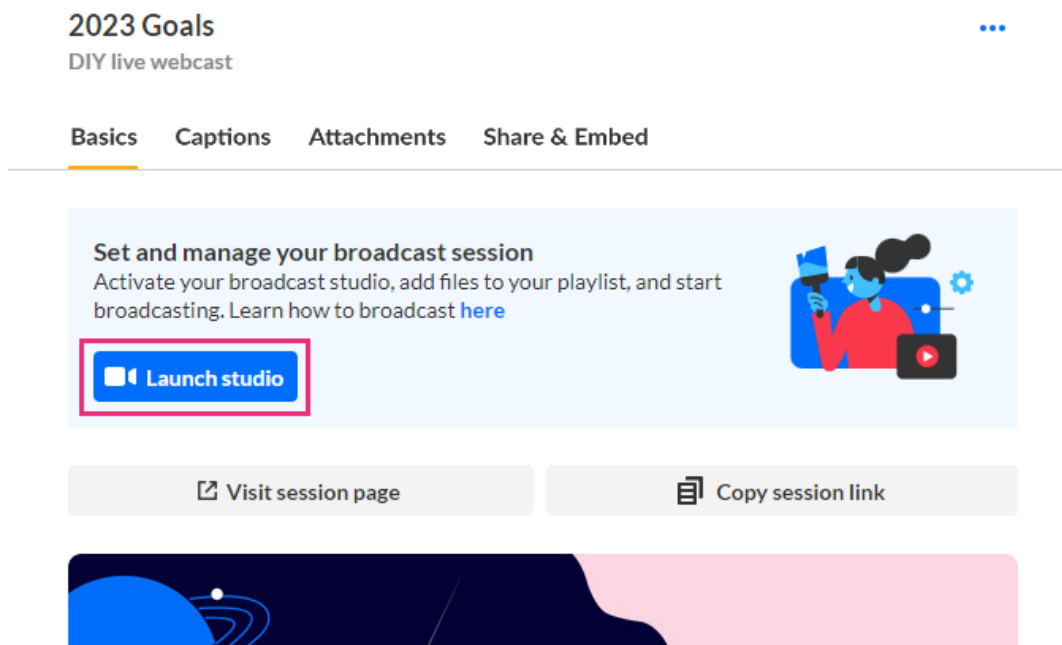 2023 Goals
DIY live webcast
Basics Captions Attachments Share & Embed
Set and manage your broadcast session
Activate your broadcast studio, add files to your playlist, and start
broadcasting. Learn how to broadcast here
Launch studio
Visit session page Copy session link